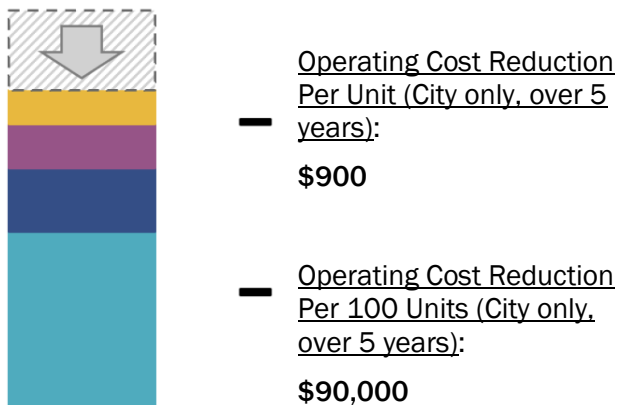 Operating Cost Reduction
Per Unit (City only, over 5
years):
$900
Operating Cost Reduction
Per 100 Units (City only,
over 5 years):
$90,000